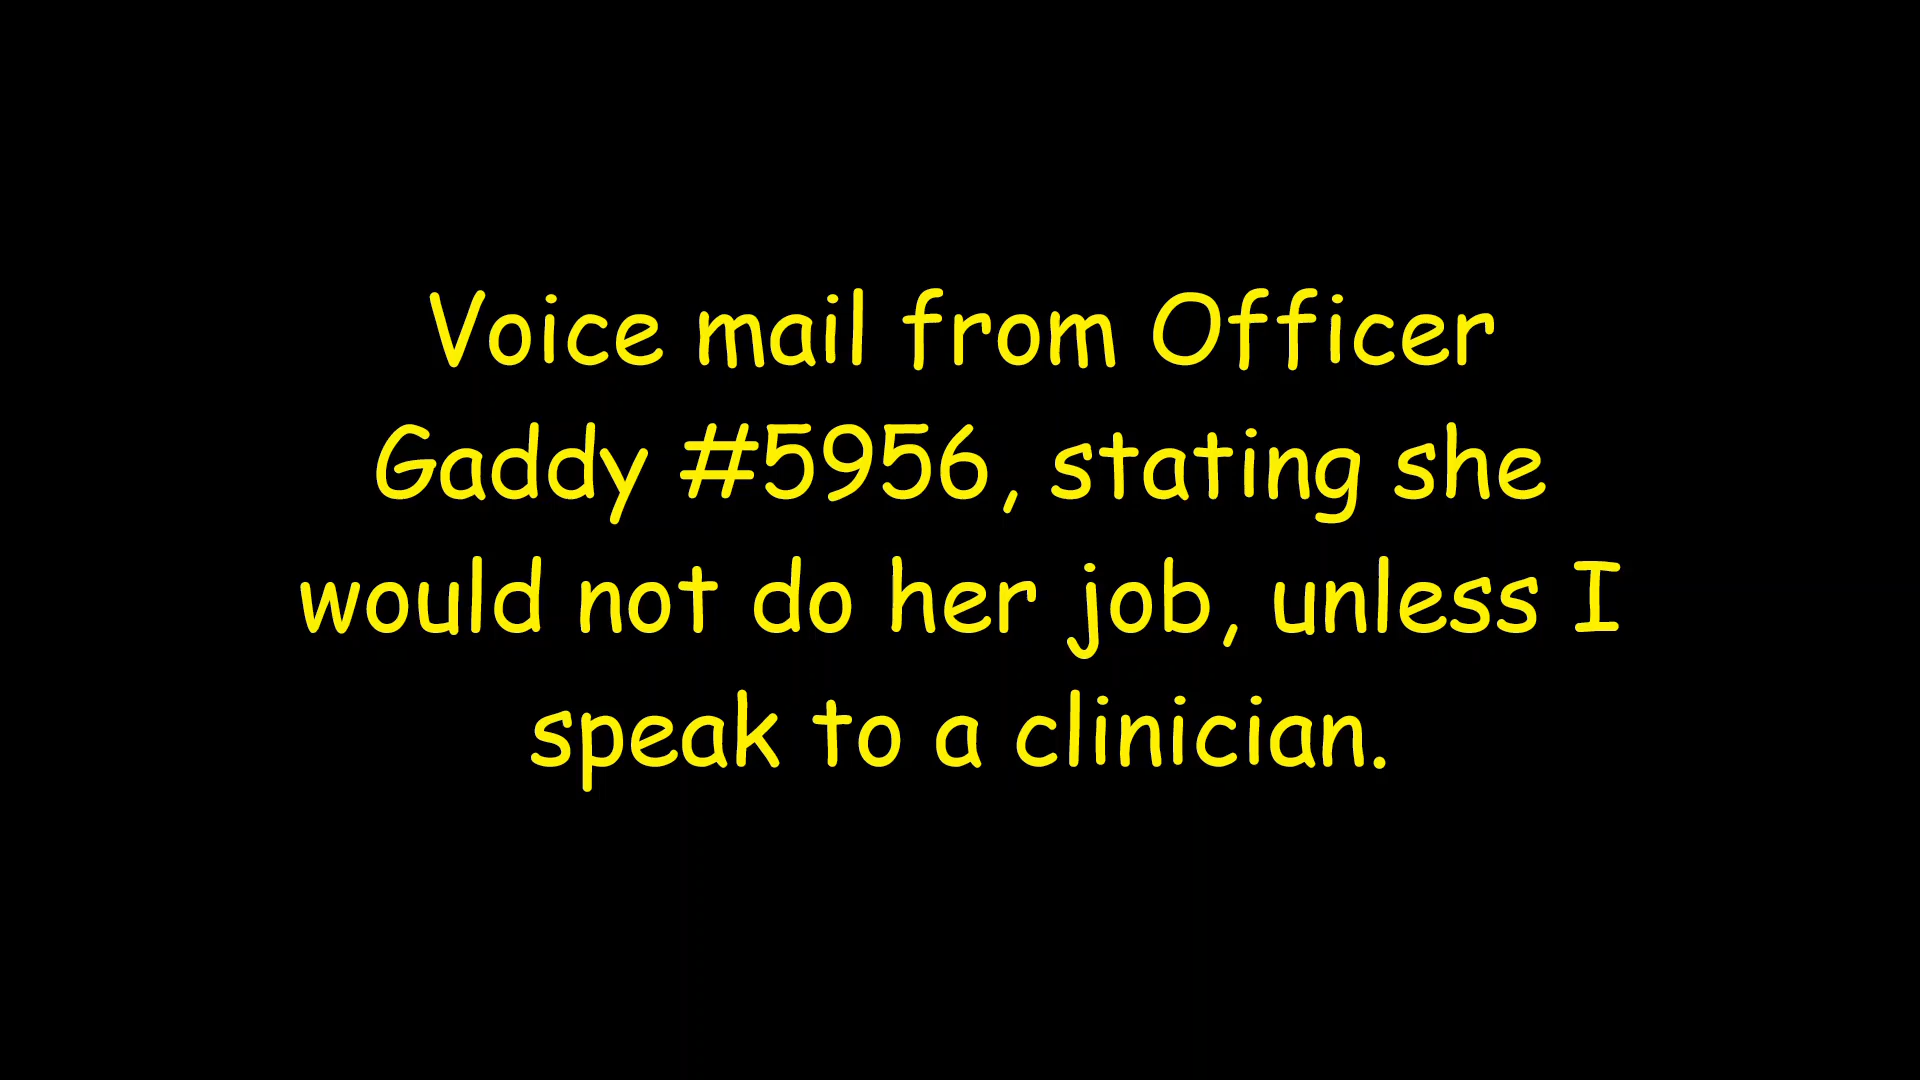 Voice mail from Officer
Gaddy #5956, stating she
would not do her job, unless I
speak to a clinician.